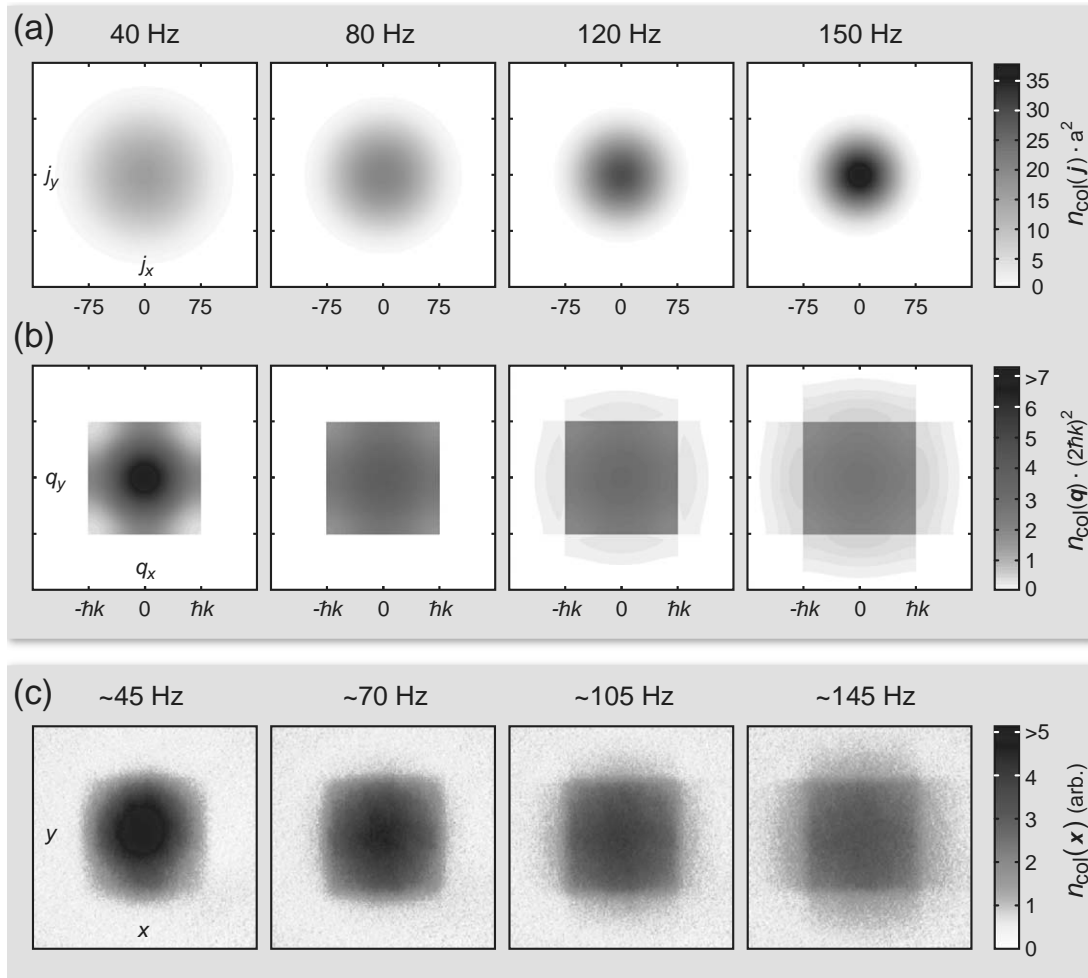 (a)
40 Hz 80 Hz 120 Hz 150 Hz
j_y
j_x
-75 0 75 -75 0 75 -75 0 75 -75 0 75
35
30
25
20
15
10
5
0
n_col(j) · a²
(b)
q_y
q_x
-ħk 0 ħk -ħk 0 ħk -ħk 0 ħk -ħk 0 ħk
>7
6
5
4
3
2
1
0
n_col(q) · (2ħk)²
(c)
~45 Hz ~70 Hz ~105 Hz ~145 Hz
y
x
>5
4
3
2
1
0
n_col(x) (arb.)